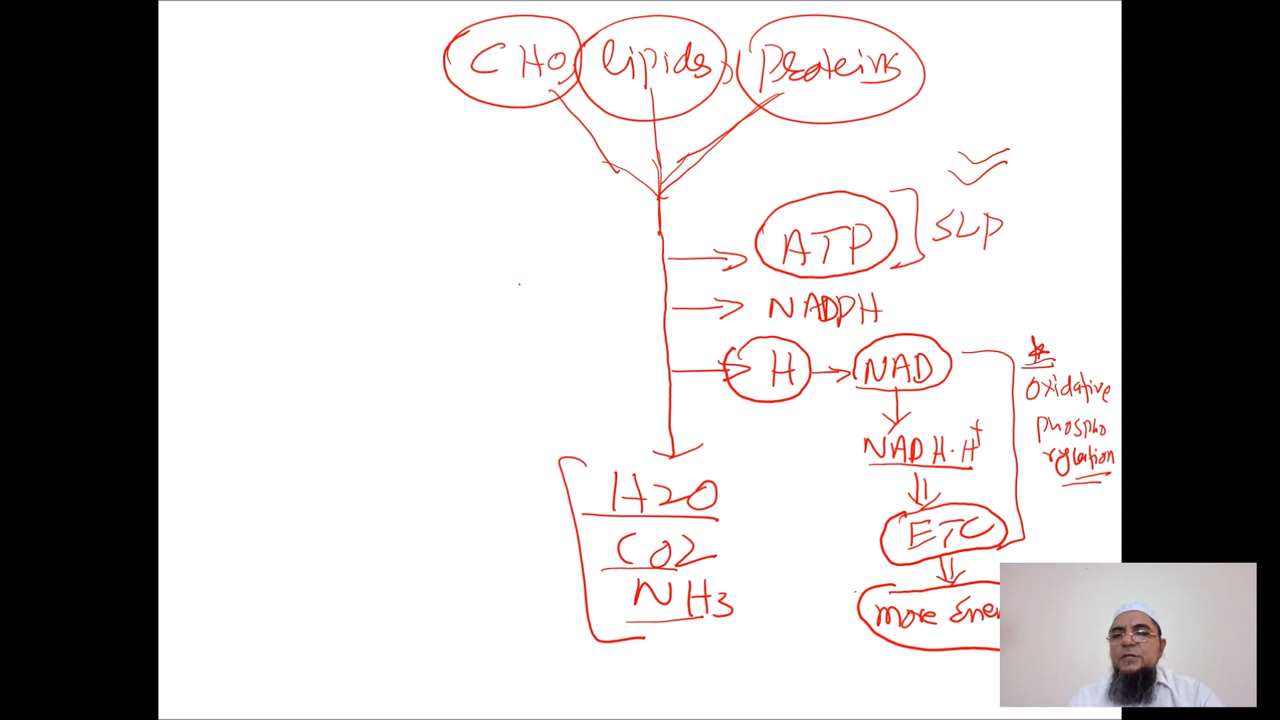 CHO, lipids, proteins
ATP ] SLP
NADPH
H → NAD
*
Oxidative
phospho
rylation
NADH.H+
ETC
more Ener
H2O
CO2
NH3